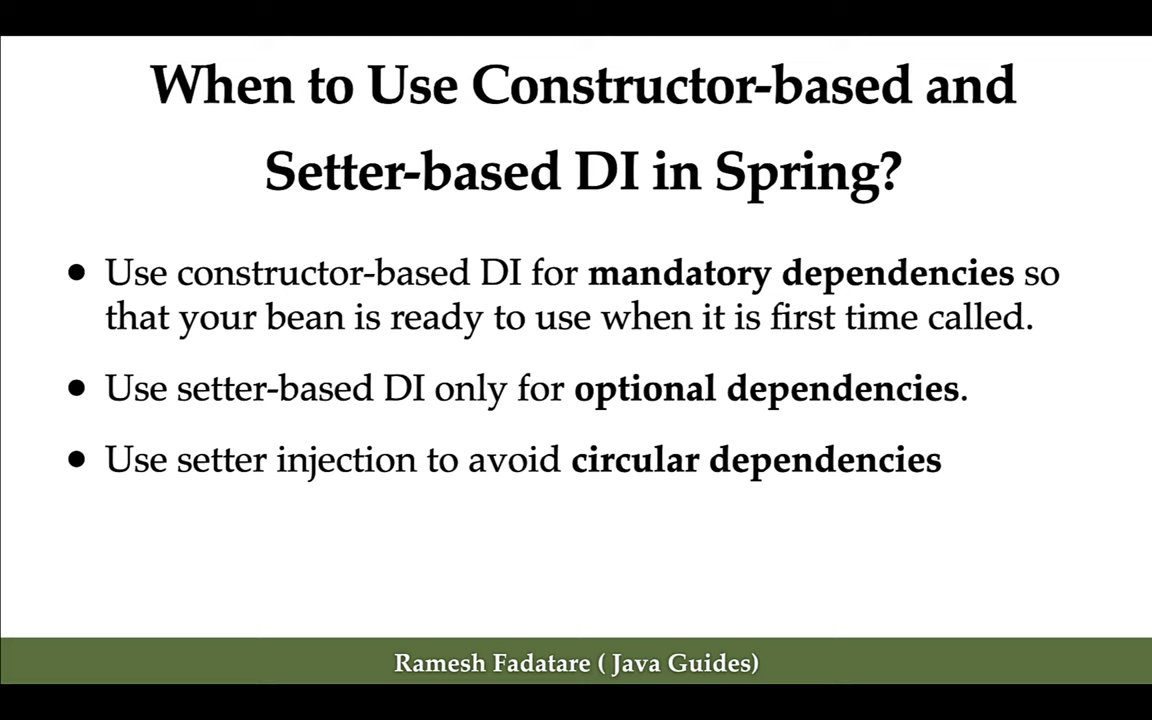 When to Use Constructor-based and
Setter-based DI in Spring?
● Use constructor-based DI for mandatory dependencies so
that your bean is ready to use when it is first time called.
● Use setter-based DI only for optional dependencies.
● Use setter injection to avoid circular dependencies
Ramesh Fadatare ( Java Guides)